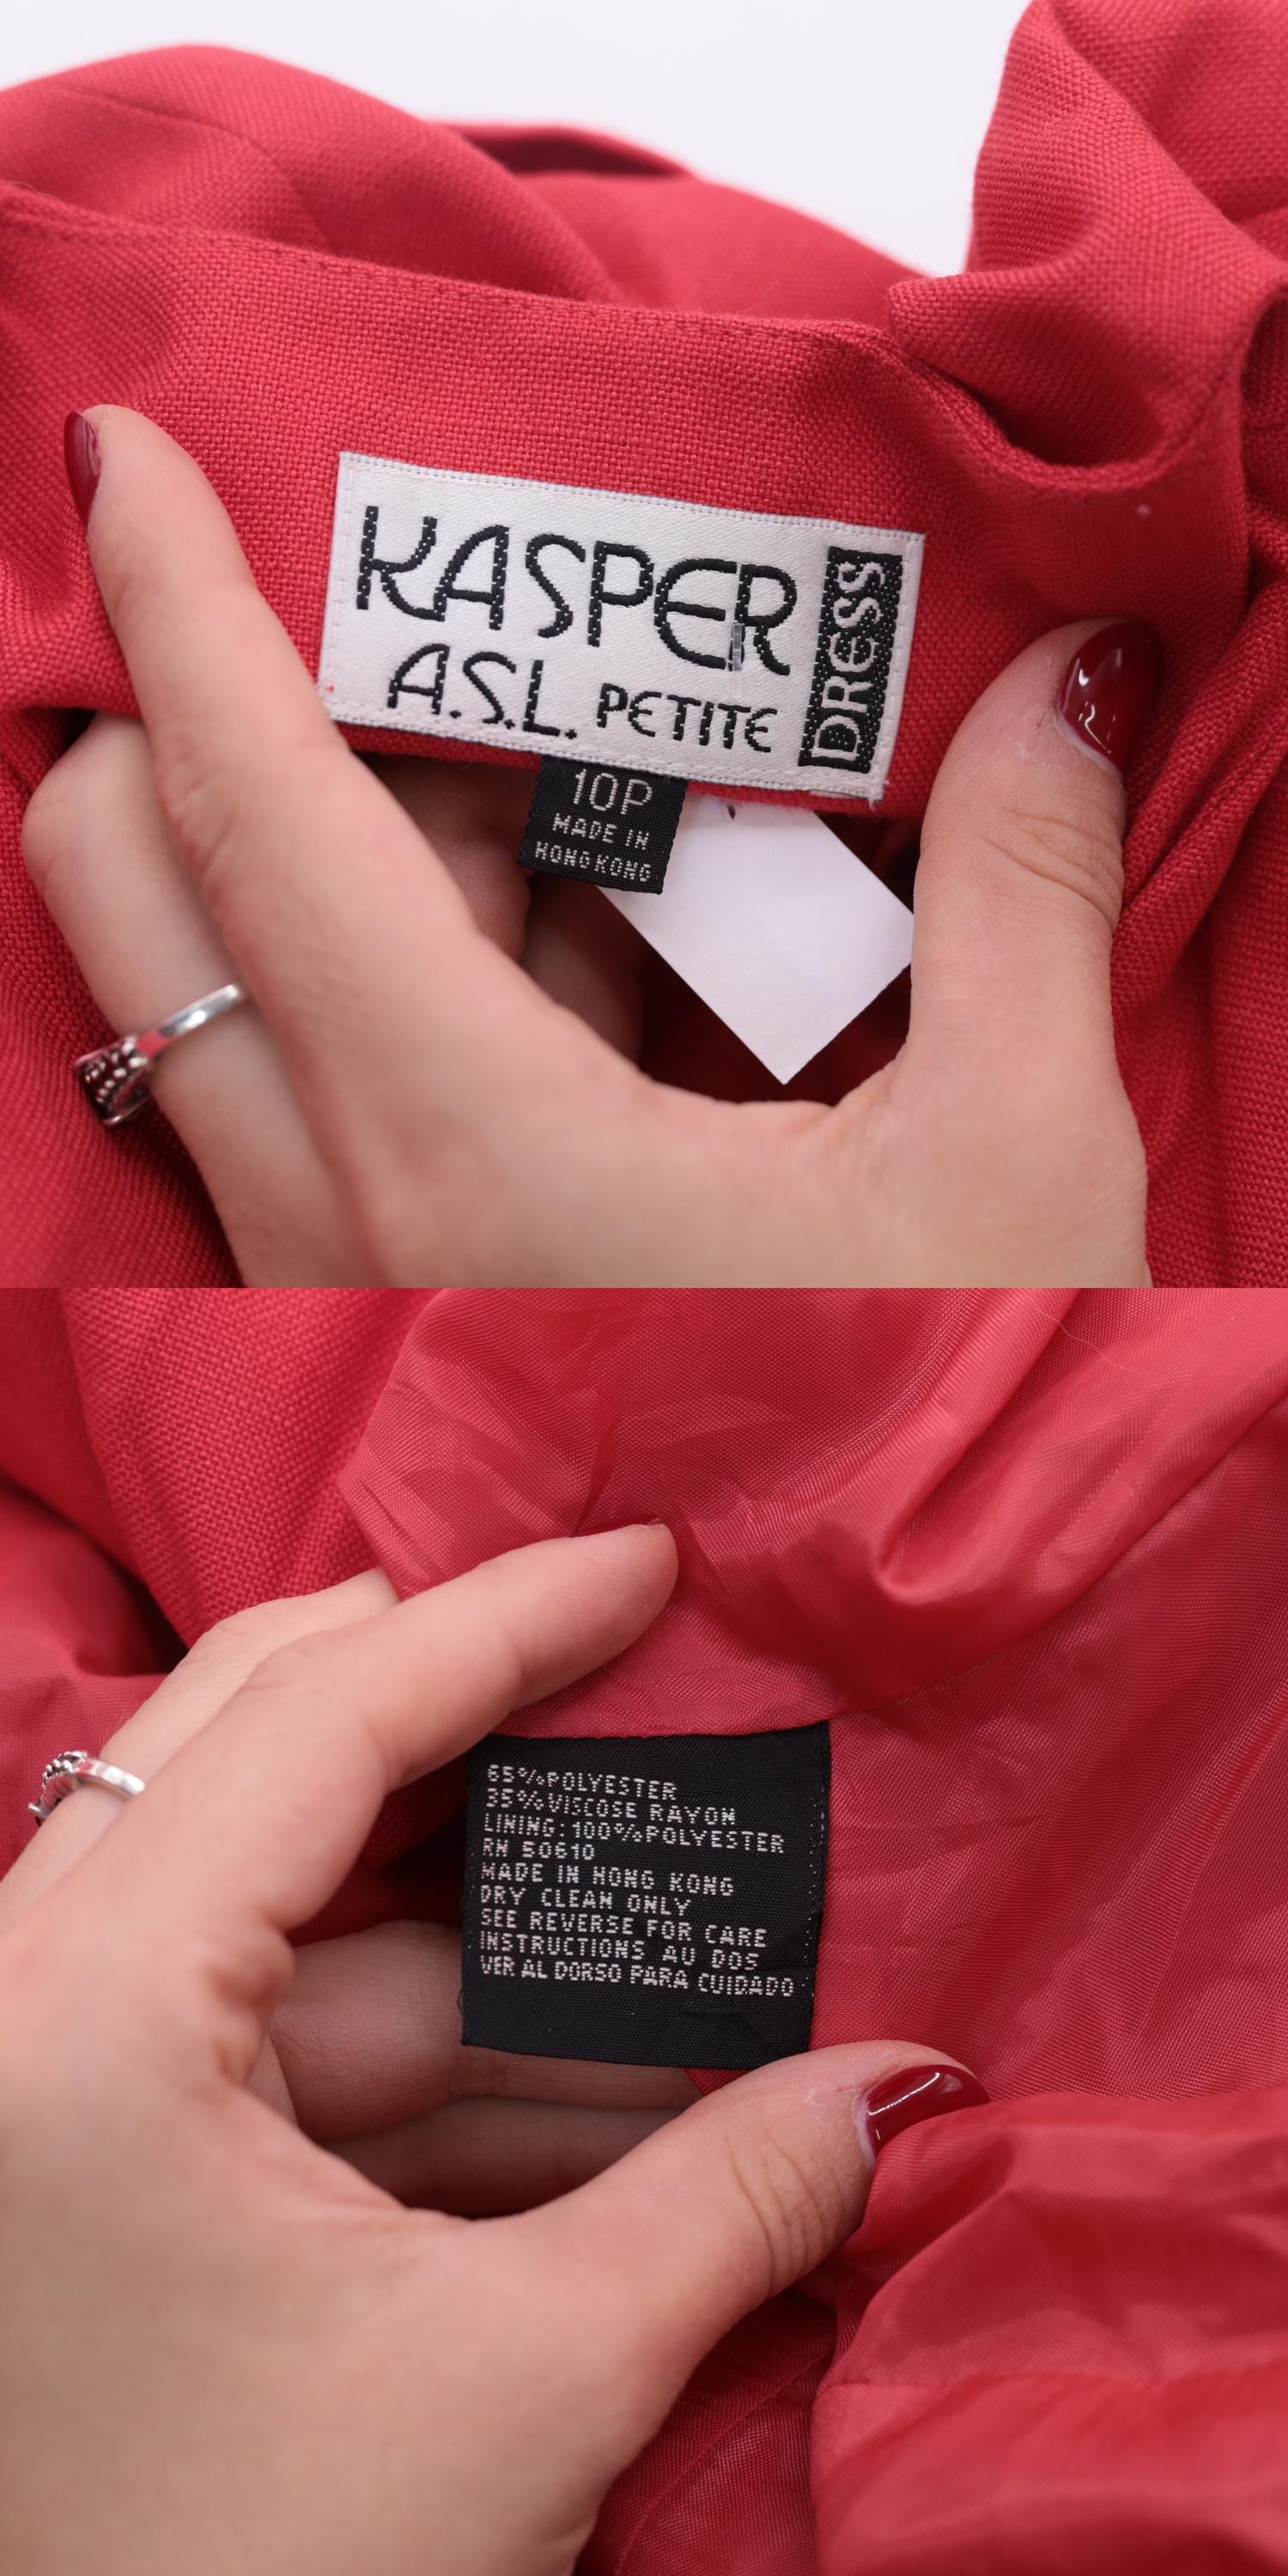 KASPER
A.S.L. PETITE
DRESS
10P
MADE IN
HONG KONG
65%POLYESTER
35%VISCOSE RAYON
LINING: 100%POLYESTER
RN 50610
MADE IN HONG KONG
DRY CLEAN ONLY
SEE REVERSE FOR CARE
INSTRUCTIONS AU DOS
VER AL DORSO PARA CUIDADO